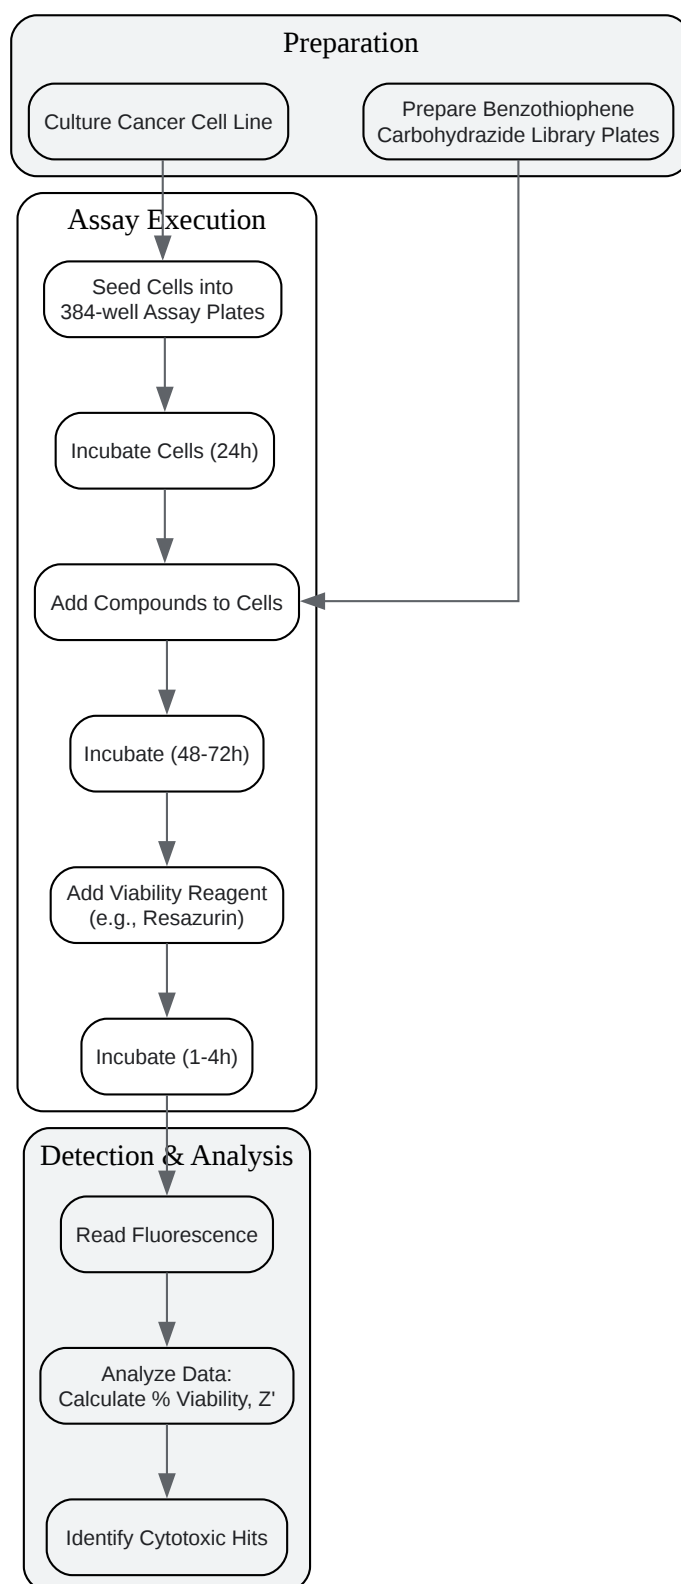 Preparation
Culture Cancer Cell Line
Prepare Benzothiophene
Carbohydrazide Library Plates
Assay Execution
Seed Cells into
384-well Assay Plates
Incubate Cells (24h)
Add Compounds to Cells
Incubate (48-72h)
Add Viability Reagent
(e.g., Resazurin)
Incubate (1-4h)
Detection & Analysis
Read Fluorescence
Analyze Data:
Calculate % Viability, Z'
Identify Cytotoxic Hits